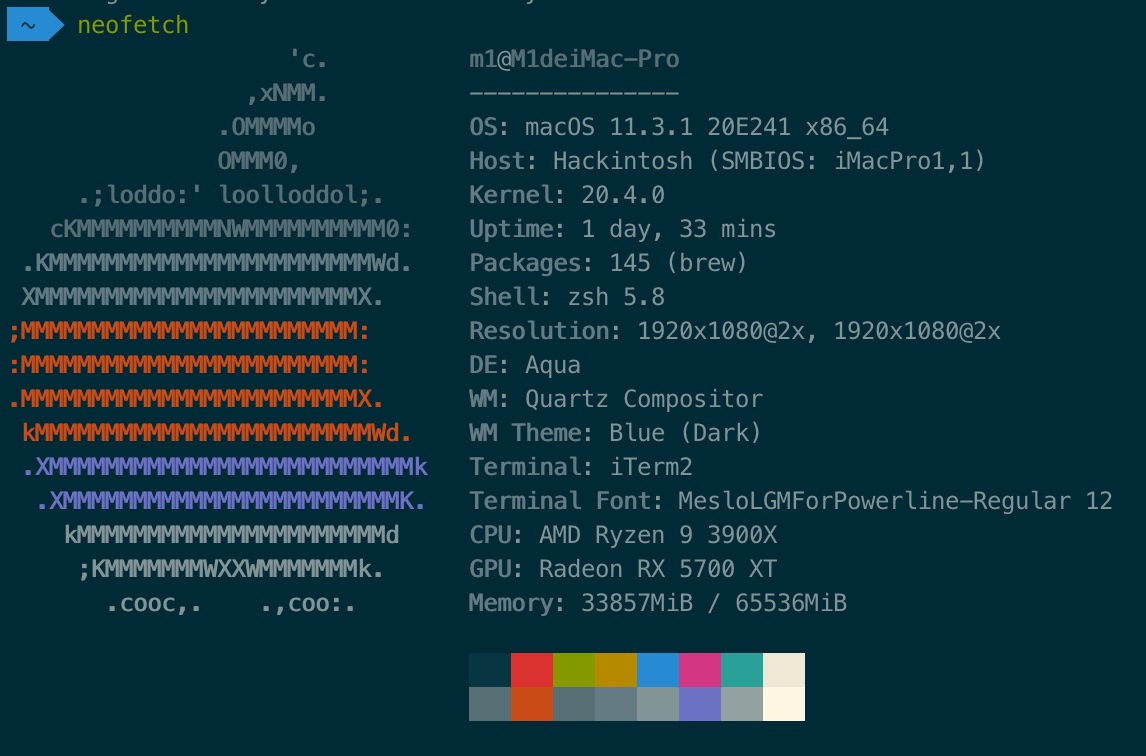 ~ neofetch
'c. m1@M1deiMac-Pro
,xNMM. ---------------
.OMMMMo OS: macOS 11.3.1 20E241 x86_64
OMMM0, Host: Hackintosh (SMBIOS: iMacPro1,1)
.;loddo:' loolloddol;. Kernel: 20.4.0
cKMMMMMMMMMMNWMMMMMMMMMM0: Uptime: 1 day, 33 mins
.KMMMMMMMMMMMMMMMMMMMMMMMWd. Packages: 145 (brew)
XMMMMMMMMMMMMMMMMMMMMMMMX. Shell: zsh 5.8
;MMMMMMMMMMMMMMMMMMMMMMMM: Resolution: 1920x1080@2x, 1920x1080@2x
:MMMMMMMMMMMMMMMMMMMMMMMM: DE: Aqua
.MMMMMMMMMMMMMMMMMMMMMMMMX. WM: Quartz Compositor
kMMMMMMMMMMMMMMMMMMMMMMMMWd. WM Theme: Blue (Dark)
.XMMMMMMMMMMMMMMMMMMMMMMMMMMk Terminal: iTerm2
.XMMMMMMMMMMMMMMMMMMMMMMMMK. Terminal Font: MesloLGMForPowerline-Regular 12
kMMMMMMMMMMMMMMMMMMMMMMd CPU: AMD Ryzen 9 3900X
;KMMMMMMMWXXWMMMMMMMk. GPU: Radeon RX 5700 XT
.cooc,. .,coo:. Memory: 33857MiB / 65536MiB